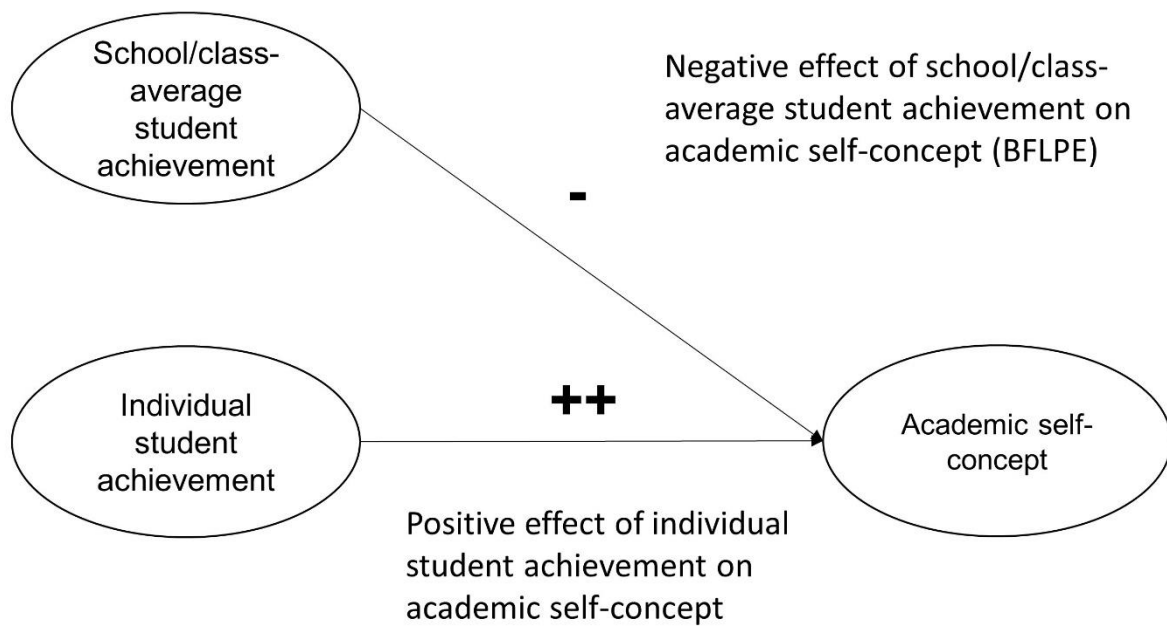 School/class-
average
student
achievement
Negative effect of school/class-
average student achievement on
academic self-concept (BFLPE)
-
Individual
student
achievement
++
Academic self-
concept
Positive effect of individual
student achievement on
academic self-concept